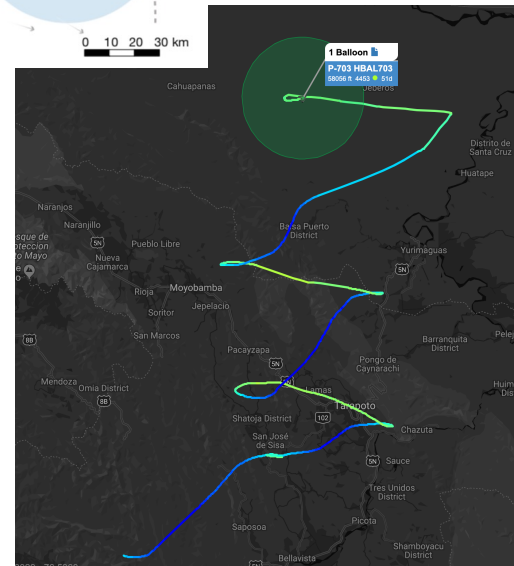 0 10 20 30 km
1 Balloon
P-703 HBAL703
58056 ft 4453 51d
Cahuapanas
Jeberos
Distrito de
Santa Cruz
Huatape
Naranjos
Naranjillo
5N
Balsa Puerto
District
Pueblo Libre
Yurimaguas
Nueva
Cajamarca
5N
Rioja
Moyobamba
Jepelacio
Soritor
San Marcos
8B
Barranquita
District
Pacayzapa
5N
Pongo de
Caynarachi
Mendoza
Omia District
8B
Lamas
Tarapoto
Shatoja District
102
Chazuta
San José
de Sisa
5N
Sauce
Tres Unidos
District
Saposoa
Picota
Shamboyacu
District
Bellavista
5N